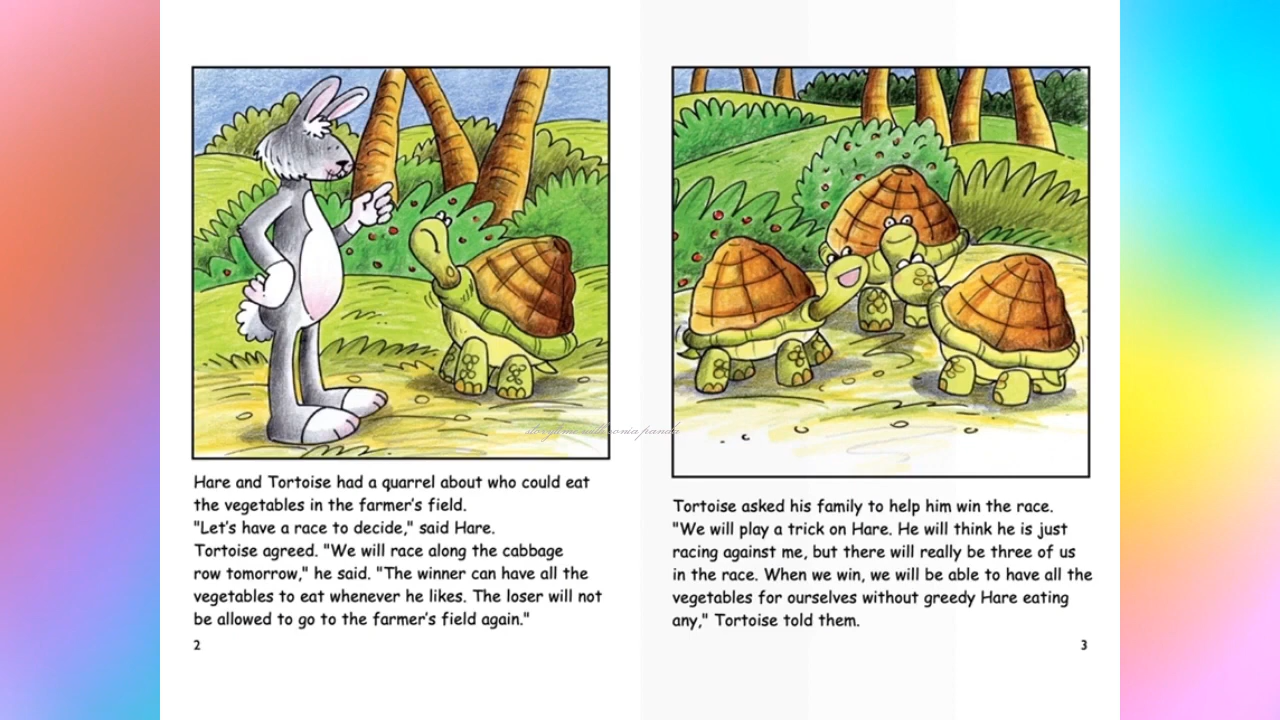 Hare and Tortoise had a quarrel about who could eat
the vegetables in the farmer's field.
"Let's have a race to decide," said Hare.
Tortoise agreed. "We will race along the cabbage
row tomorrow," he said. "The winner can have all the
vegetables to eat whenever he likes. The loser will not
be allowed to go to the farmer's field again."
2
Tortoise asked his family to help him win the race.
"We will play a trick on Hare. He will think he is just
racing against me, but there will really be three of us
in the race. When we win, we will be able to have all the
vegetables for ourselves without greedy Hare eating
any," Tortoise told them.
3